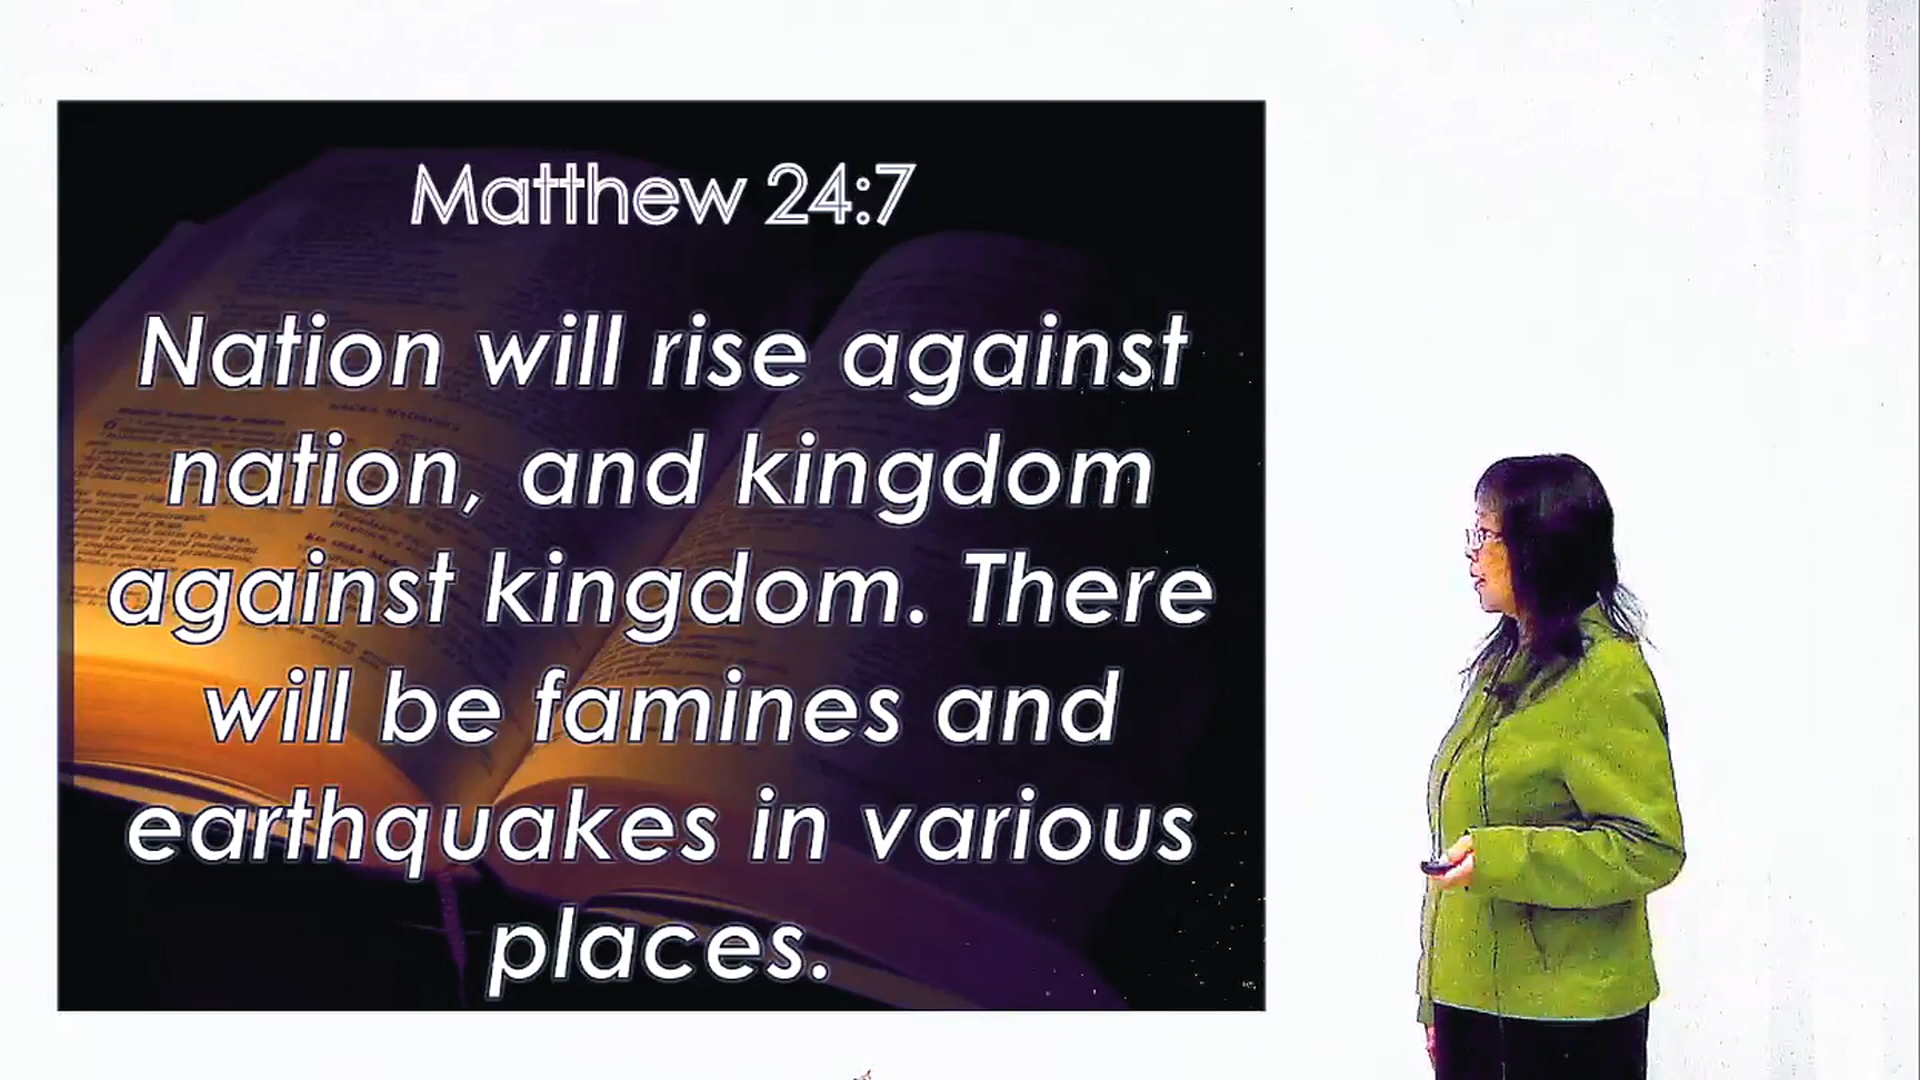 Matthew 24:7
Nation will rise against
nation, and kingdom
against kingdom. There
will be famines and
earthquakes in various
places.